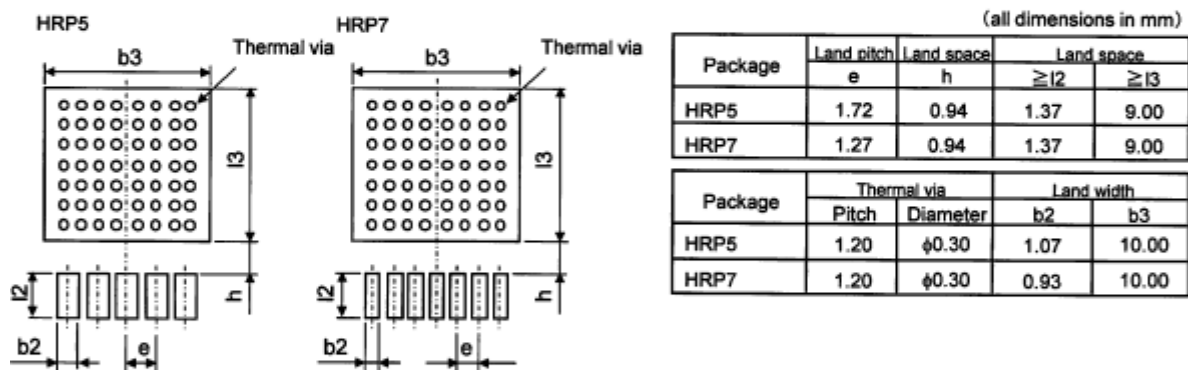 HRP5
Thermal via
b3
l3
l2
h
b2
e
HRP7
Thermal via
b3
l3
l2
h
b2
e
(all dimensions in mm)
Package Land pitch Land space Land space
e h ≧l2 ≧l3
HRP5 1.72 0.94 1.37 9.00
HRP7 1.27 0.94 1.37 9.00
Package Thermal via Land width
Pitch Diameter b2 b3
HRP5 1.20 ϕ0.30 1.07 10.00
HRP7 1.20 ϕ0.30 0.93 10.00